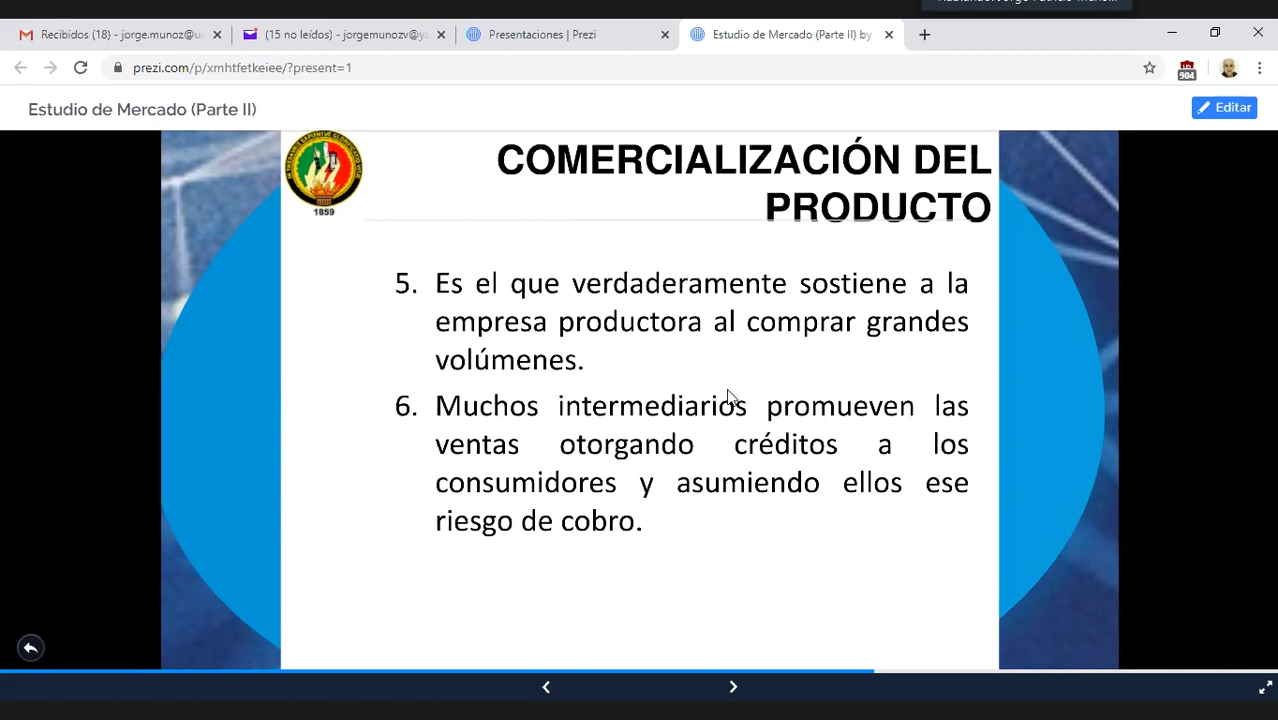 Recibidos (18) - jorge.munoz@u
(15 no leídos) - jorgemunozv@ya
Presentaciones | Prezi
Estudio de Mercado (Parte II) by
prezi.com/p/xmhtfetkeiee/?present=1
904
Estudio de Mercado (Parte II)
Editar
1859
COMERCIALIZACIÓN DEL
PRODUCTO
5. Es el que verdaderamente sostiene a la
empresa productora al comprar grandes
volúmenes.
6. Muchos intermediarios promueven las
ventas otorgando créditos a los
consumidores y asumiendo ellos ese
riesgo de cobro.